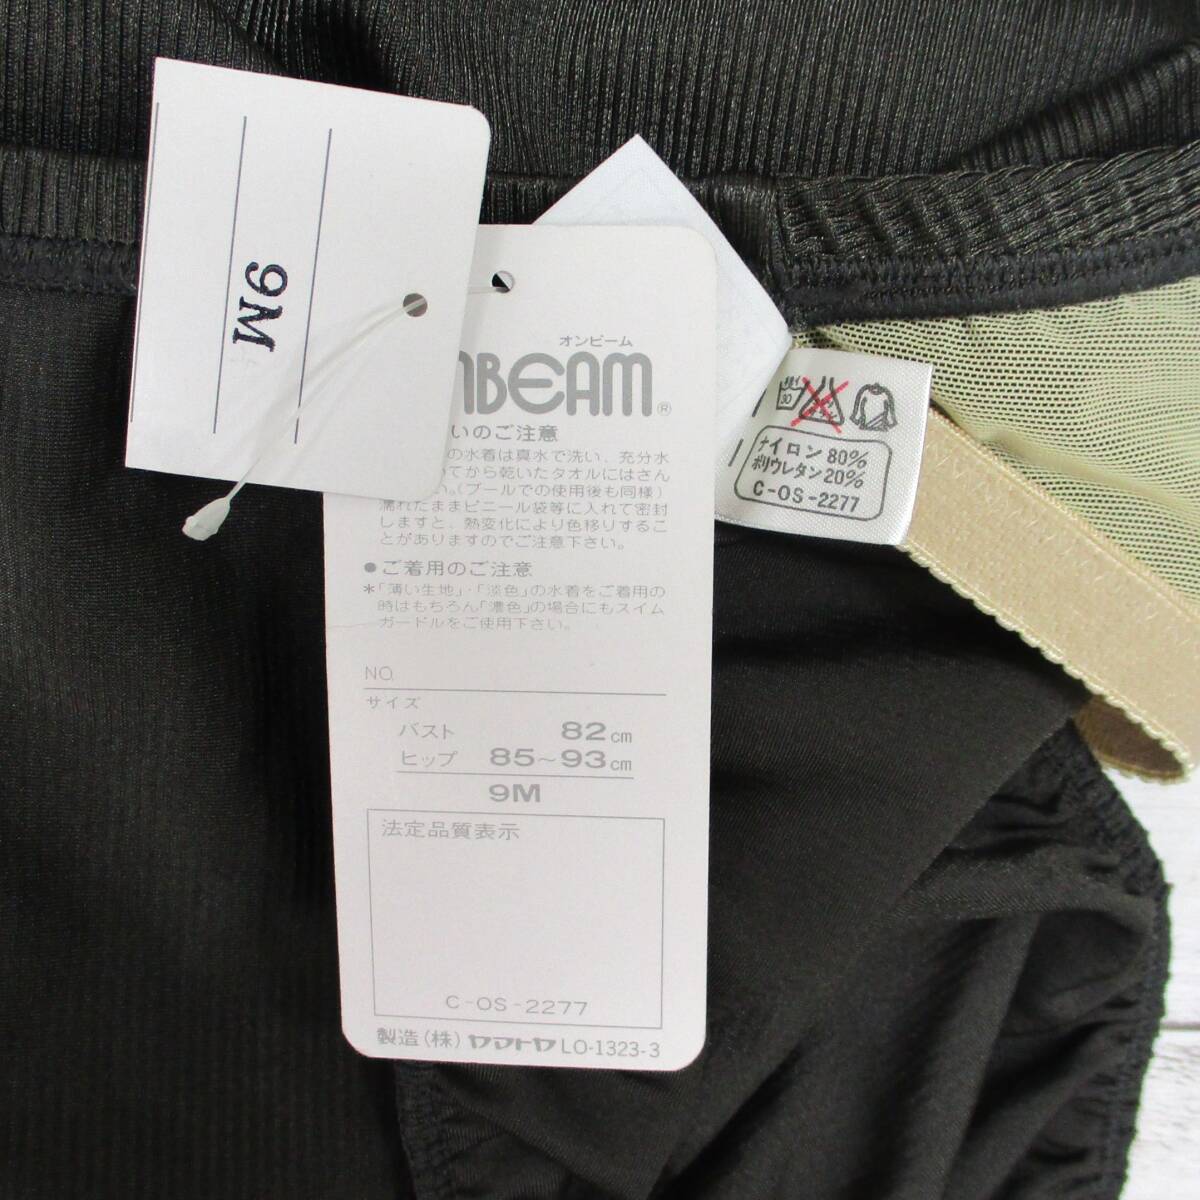 9M
オンビーム
NBEAM®
いのご注意
の水着は真水で洗い、充分水
てから乾いたタオルにはさん
い。(プールでの使用後も同様)
濡れたままビニール袋等に入れて密封
しますと、熱変化により色移りするこ
とがありますのでご注意下さい。
●ご着用のご注意
*「薄い生地」・「淡色」の水着をご着用の
時はもちろん「濃色」の場合にもスイム
ガードルをご使用下さい。
NO.
サイズ
バスト 82cm
ヒップ 85~93cm
9M
法定品質表示
C-OS-2277
製造(株)ヤマトヤ LO-1323-3
30
ナイロン 80%
ポリウレタン 20%
C-OS-2277